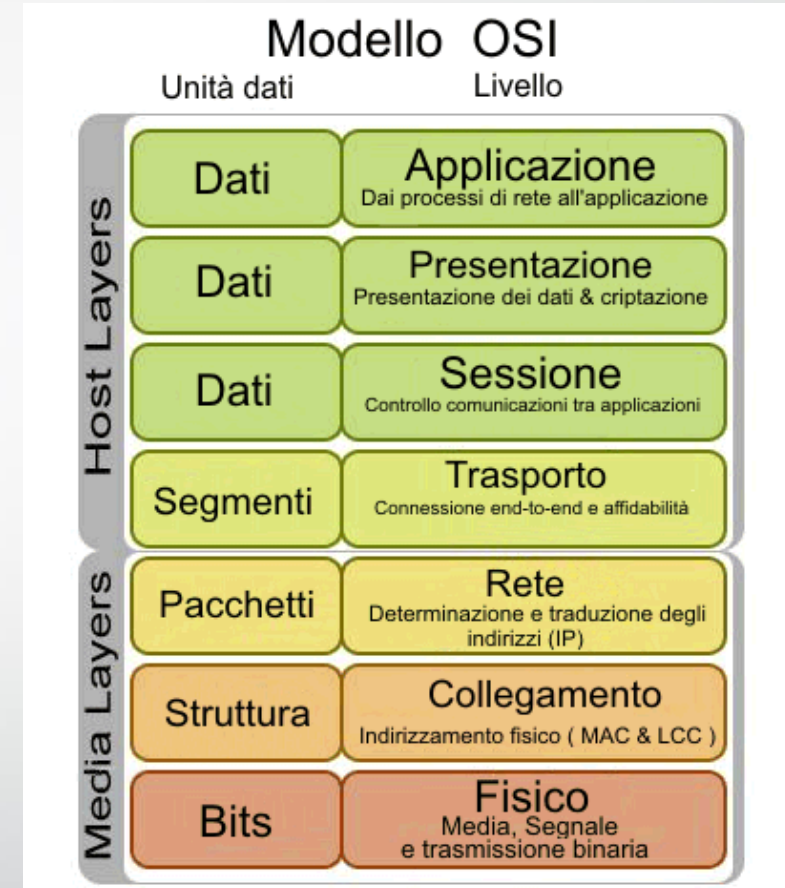 Modello OSI
Unità dati Livello
Host Layers
Dati Applicazione
Dai processi di rete all'applicazione
Dati Presentazione
Presentazione dei dati & criptazione
Dati Sessione
Controllo comunicazioni tra applicazioni
Segmenti Trasporto
Connessione end-to-end e affidabilità
Media Layers
Pacchetti Rete
Determinazione e traduzione degli
indirizzi (IP)
Struttura Collegamento
Indirizzamento fisico ( MAC & LCC )
Bits Fisico
Media, Segnale
e trasmissione binaria